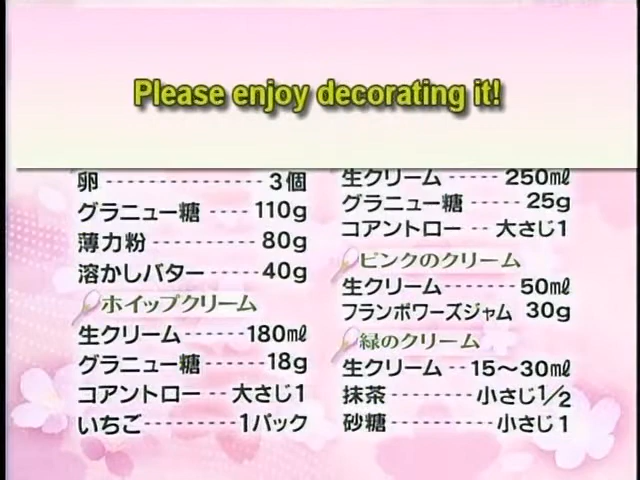 Please enjoy decorating it!
卵---------------3個
グラニュー糖-----110g
薄力粉----------80g
溶かしバター-----40g
ホイップクリーム
生クリーム------180ml
グラニュー糖-----18g
コアントロー--大さじ1
いちご---------1パック
生クリーム-----250ml
グラニュー糖-----25g
コアントロー--大さじ1
ピンクのクリーム
生クリーム-------50ml
フランボワーズジャム 30g
緑のクリーム
生クリーム--15~30ml
抹茶--------小さじ1/2
砂糖----------小さじ1